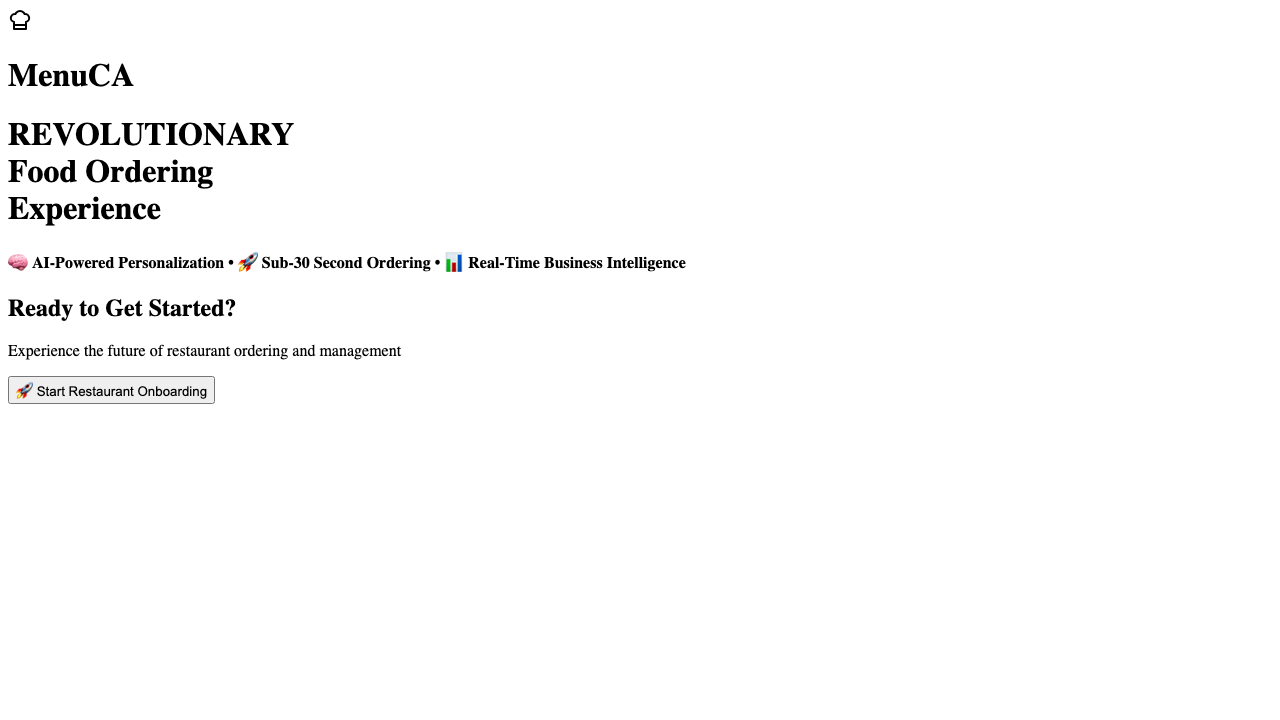 MenuCA
REVOLUTIONARY
Food Ordering
Experience
🧠 AI-Powered Personalization • 🚀 Sub-30 Second Ordering • 📊 Real-Time Business Intelligence
Ready to Get Started?
Experience the future of restaurant ordering and management
🚀 Start Restaurant Onboarding